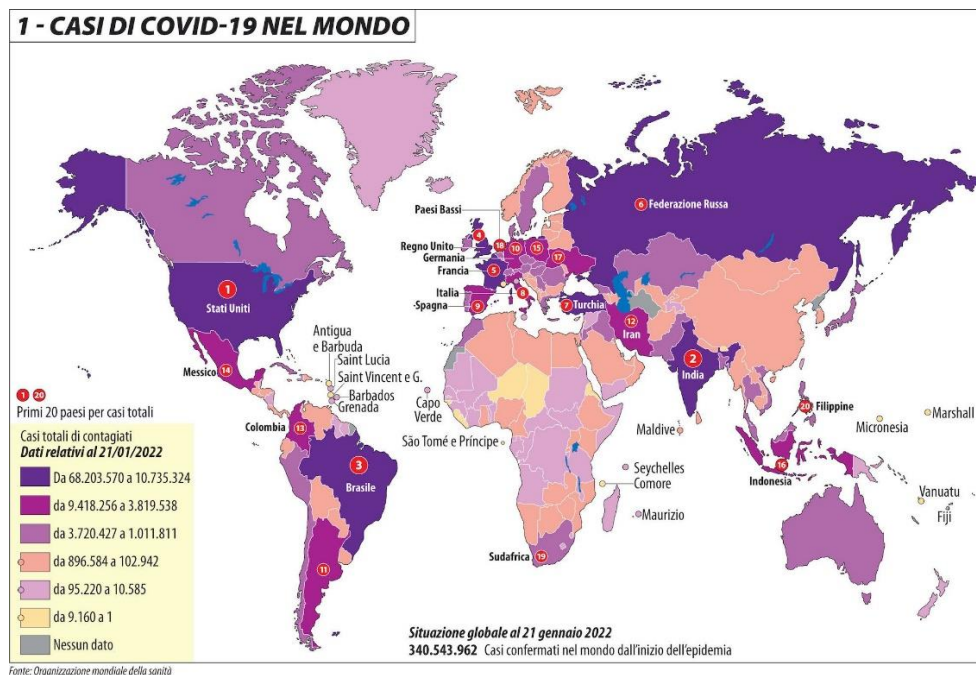 1 - CASI DI COVID-19 NEL MONDO
Paesi Bassi
Regno Unito
Germania
Francia
Italia
Spagna
4
18
10
15
17
5
8
9
7 Turchia
6 Federazione Russa
12
Iran
2
India
1
Stati Uniti
Messico 14
Antigua
e Barbuda
Saint Lucia
Saint Vincent e G.
Barbados
Grenada
Capo
Verde
São Tomé e Príncipe
Colombia 13
3
Brasile
11
Maldive
Seychelles
Comore
Maurizio
Sudafrica 19
20 Filippine
Micronesia
Marshall
16
Indonesia
Vanuatu
Fiji
1 20
Primi 20 paesi per casi totali
Casi totali di contagiati
Dati relativi al 21/01/2022
Da 68.203.570 a 10.735.324
da 9.418.256 a 3.819.538
da 3.720.427 a 1.011.811
da 896.584 a 102.942
da 95.220 a 10.585
da 9.160 a 1
Nessun dato
Situazione globale al 21 gennaio 2022
340.543.962 Casi confermati nel mondo dall'inizio dell'epidemia
Fonte: Organizzazione mondiale della sanità